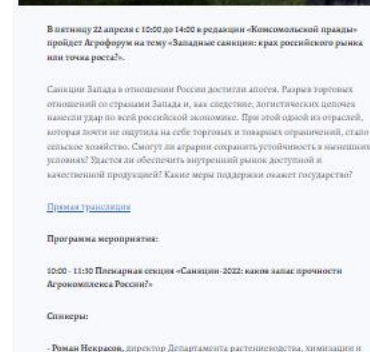 В пятницу 22 апреля с 10:00 до 14:00 в редакции «Комсомольской правды»
пройдет Агрофорум на тему «Западные санкции: крах российского рынка
или точка роста?».
Санкции Запада в отношении России достигли апогея. Разрыв торговых
отношений со странами Запада и, как следствие, логистических цепочек
нанесли удар по всей российской экономике. При этой одной из отраслей,
которая почти не ощутила на себе торговых и товарных ограничений, стало
сельское хозяйство. Смогут ли аграрии сохранить устойчивость в нынешних
условиях? Удастся ли обеспечить внутренний рынок доступной и
качественной продукцией? Какие меры поддержки окажет государство?
Прямая трансляция
Программа мероприятия:
10:00 - 11:30 Пленарная секция «Санкции-2022: каков запас прочности
Агрокомплекса России?»
Спикеры:
- Роман Некрасов, директор Департамента растениеводства, химизации и